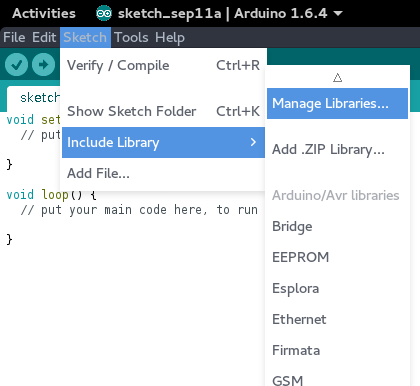 Activities sketch_sep11a | Arduino 1.6.4
File Edit Sketch Tools Help
Verify / Compile Ctrl+R
Show Sketch Folder Ctrl+K
Include Library
Add File...
Manage Libraries...
Add .ZIP Library...
Arduino/Avr libraries
Bridge
EEPROM
Esplora
Ethernet
Firmata
GSM
sketch
void set
// put
}
void loop() {
// put your main code here, to run
}